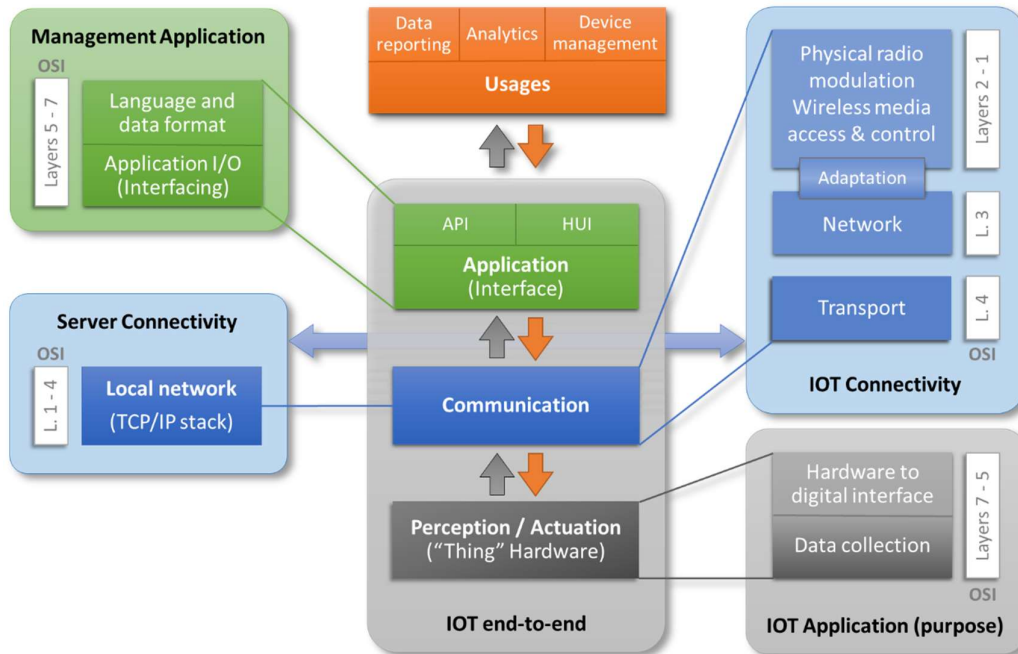 Management Application
OSI
Layers 5 - 7
Language and
data format
Application I/O
(Interfacing)
Data
reporting
Analytics
Device
management
Usages
API
HUI
Application
(Interface)
Communication
Perception / Actuation
("Thing" Hardware)
IOT end-to-end
Server Connectivity
OSI
L. 1 - 4
Local network
(TCP/IP stack)
Physical radio
modulation
Wireless media
access & control
Layers 2 - 1
Adaptation
Network
L. 3
Transport
L. 4
OSI
IOT Connectivity
Hardware to
digital interface
Data collection
Layers 7 - 5
OSI
IOT Application (purpose)